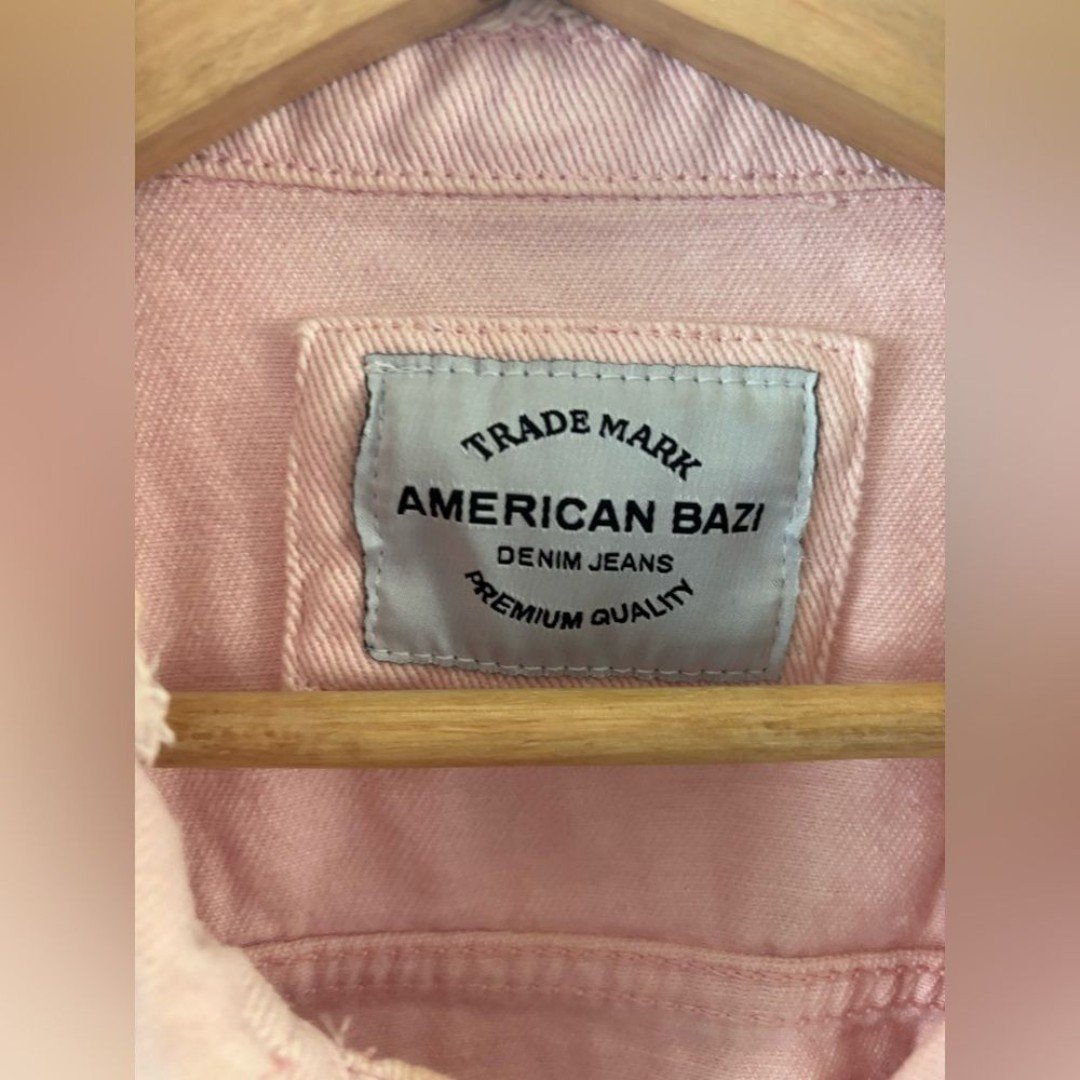 TRADE MARK
AMERICAN BAZI
DENIM JEANS
PREMIUM QUALITY